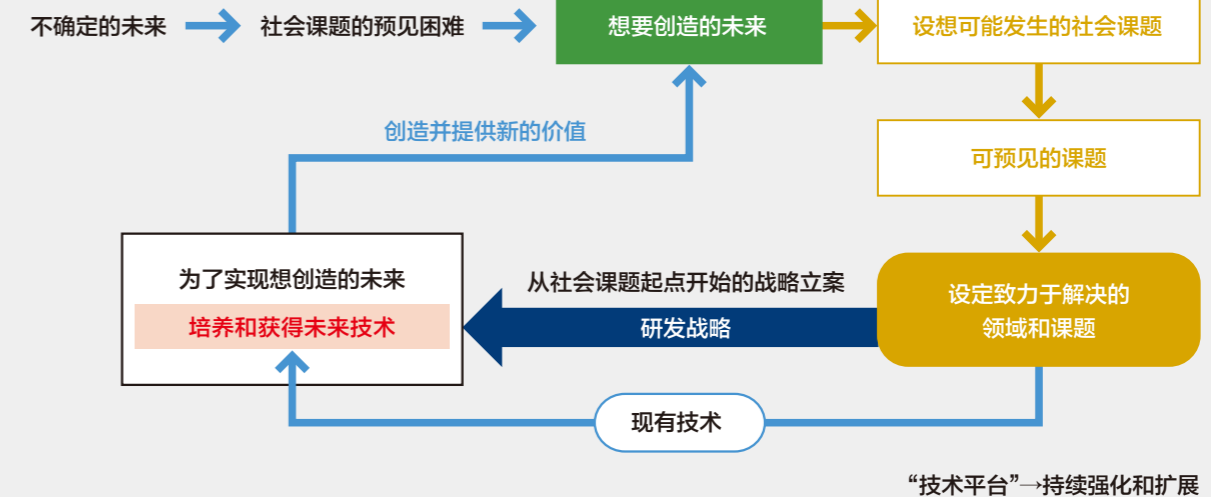 不确定的未来
社会课题的预见困难
想要创造的未来
设想可能发生的社会课题
创造并提供新的价值
可预见的课题
为了实现想创造的未来
培养和获得未来技术
从社会课题起点开始的战略立案
研发战略
设定致力于解决的
领域和课题
现有技术
“技术平台”→持续强化和扩展